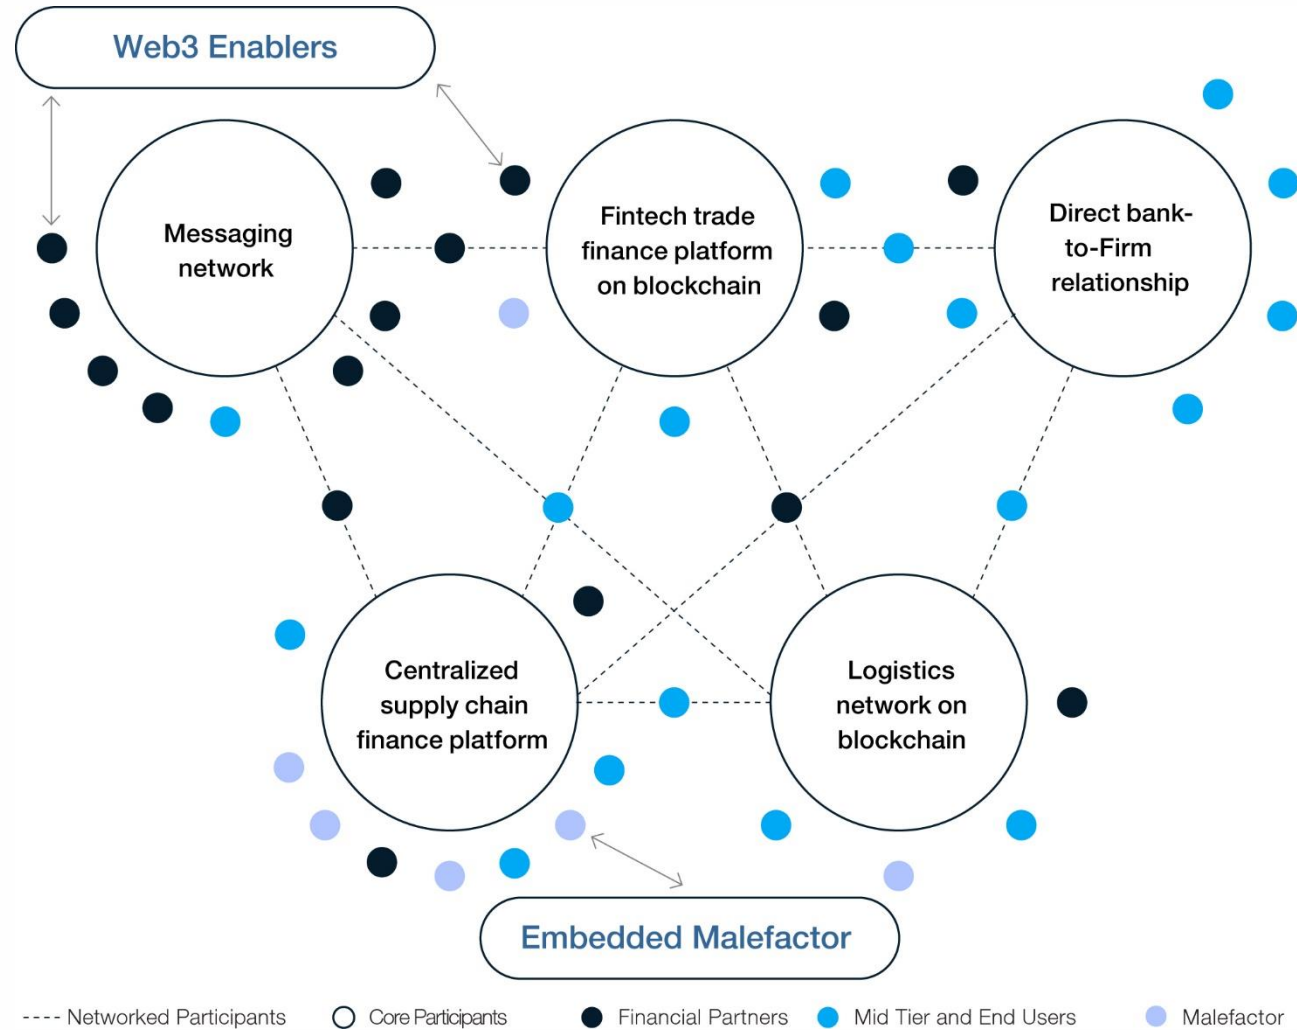 Web3 Enablers
Messaging
network
Fintech trade
finance platform
on blockchain
Direct bank-
to-Firm
relationship
Centralized
supply chain
finance platform
Logistics
network on
blockchain
Embedded Malefactor
Networked Participants
Core Participants
Financial Partners
Mid Tier and End Users
Malefactor